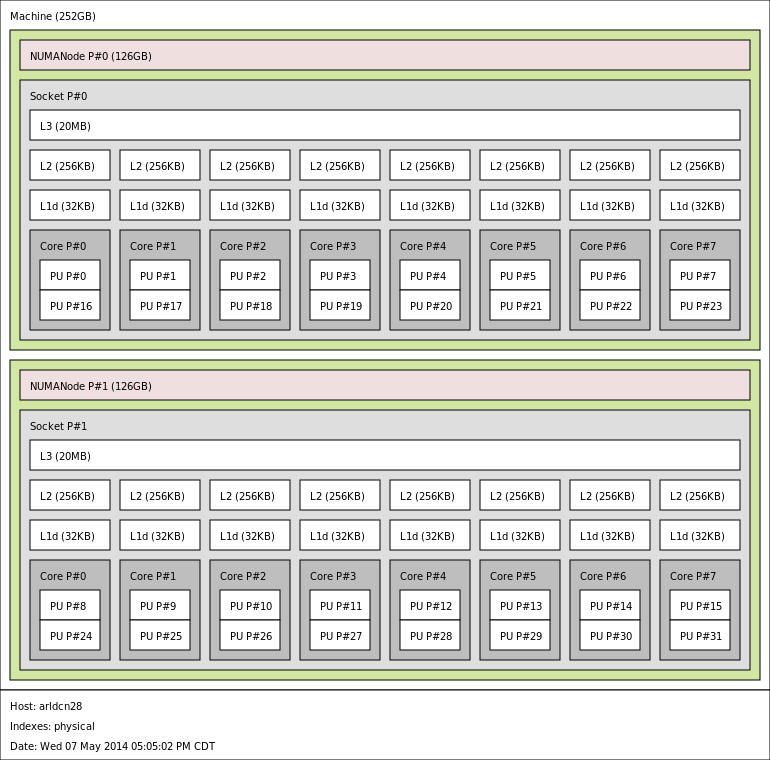 Machine (252GB)
NUMANode P#0 (126GB)
Socket P#0
L3 (20MB)
L2 (256KB) L2 (256KB) L2 (256KB) L2 (256KB) L2 (256KB) L2 (256KB) L2 (256KB) L2 (256KB)
L1d (32KB) L1d (32KB) L1d (32KB) L1d (32KB) L1d (32KB) L1d (32KB) L1d (32KB) L1d (32KB)
Core P#0 Core P#1 Core P#2 Core P#3 Core P#4 Core P#5 Core P#6 Core P#7
PU P#0 PU P#1 PU P#2 PU P#3 PU P#4 PU P#5 PU P#6 PU P#7
PU P#16 PU P#17 PU P#18 PU P#19 PU P#20 PU P#21 PU P#22 PU P#23
NUMANode P#1 (126GB)
Socket P#1
L3 (20MB)
L2 (256KB) L2 (256KB) L2 (256KB) L2 (256KB) L2 (256KB) L2 (256KB) L2 (256KB) L2 (256KB)
L1d (32KB) L1d (32KB) L1d (32KB) L1d (32KB) L1d (32KB) L1d (32KB) L1d (32KB) L1d (32KB)
Core P#0 Core P#1 Core P#2 Core P#3 Core P#4 Core P#5 Core P#6 Core P#7
PU P#8 PU P#9 PU P#10 PU P#11 PU P#12 PU P#13 PU P#14 PU P#15
PU P#24 PU P#25 PU P#26 PU P#27 PU P#28 PU P#29 PU P#30 PU P#31
Host: arldcn28
Indexes: physical
Date: Wed 07 May 2014 05:05:02 PM CDT